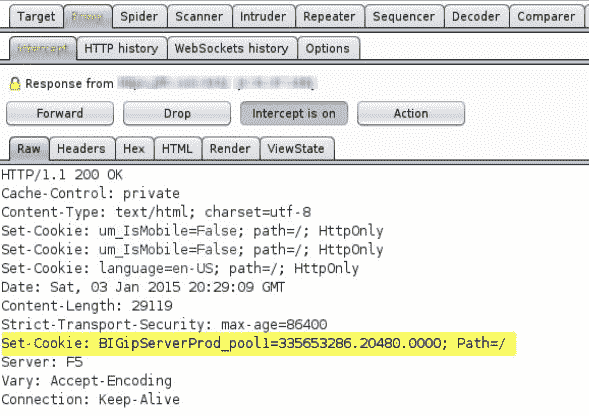 Target Proxy Spider Scanner Intruder Repeater Sequencer Decoder Comparer
Intercept HTTP history WebSockets history Options
Response from
Forward Drop Intercept is on Action
Raw Headers Hex HTML Render ViewState
HTTP/1.1 200 OK
Cache-Control: private
Content-Type: text/html; charset=utf-8
Set-Cookie: um_IsMobile=False; path=/; HttpOnly
Set-Cookie: um_IsMobile=False; path=/; HttpOnly
Set-Cookie: language=en-US; path=/; HttpOnly
Date: Sat, 03 Jan 2015 20:29:09 GMT
Content-Length: 29119
Strict-Transport-Security: max-age=86400
Set-Cookie: BIGipServerProd_pool1=335653286.20480.0000; Path=/
Server: F5
Vary: Accept-Encoding
Connection: Keep-Alive